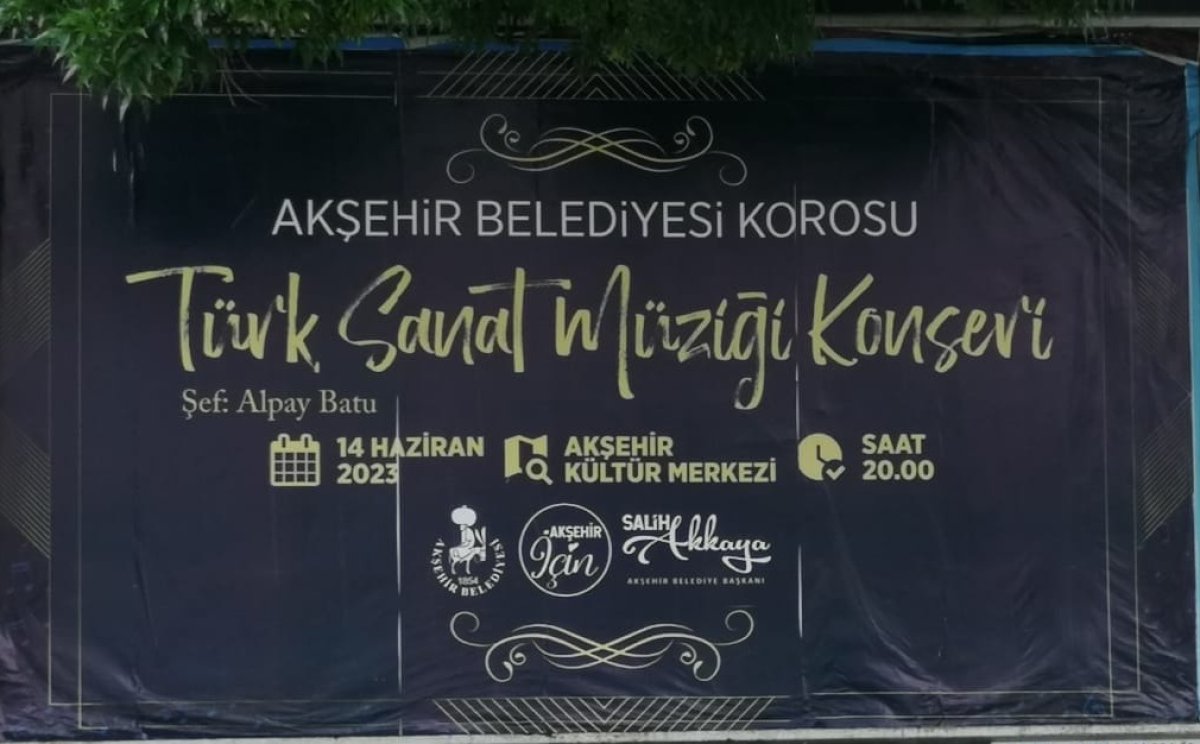 AKŞEHİR BELEDİYESİ KOROSU
Türk Sanat Müziği Konseri
Şef: Alpay Batu
14 HAZİRAN
2023
AKŞEHİR
KÜLTÜR MERKEZİ
SAAT
20.00
1854
AKŞEHİR BELEDİYESİ
AKŞEHİR
İçin
SALİH
Akkaya
AKŞEHİR BELEDİYE BAŞKANI